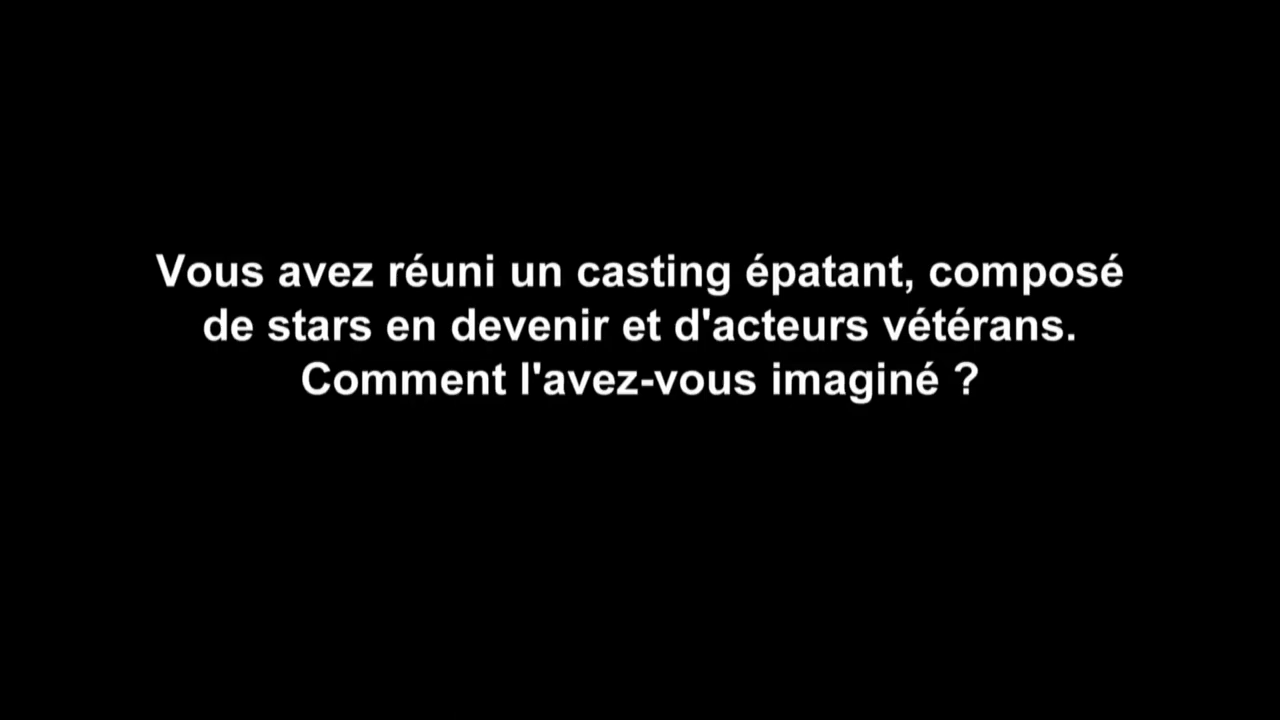 Vous avez réuni un casting épatant, composé
de stars en devenir et d'acteurs vétérans.
Comment l'avez-vous imaginé ?